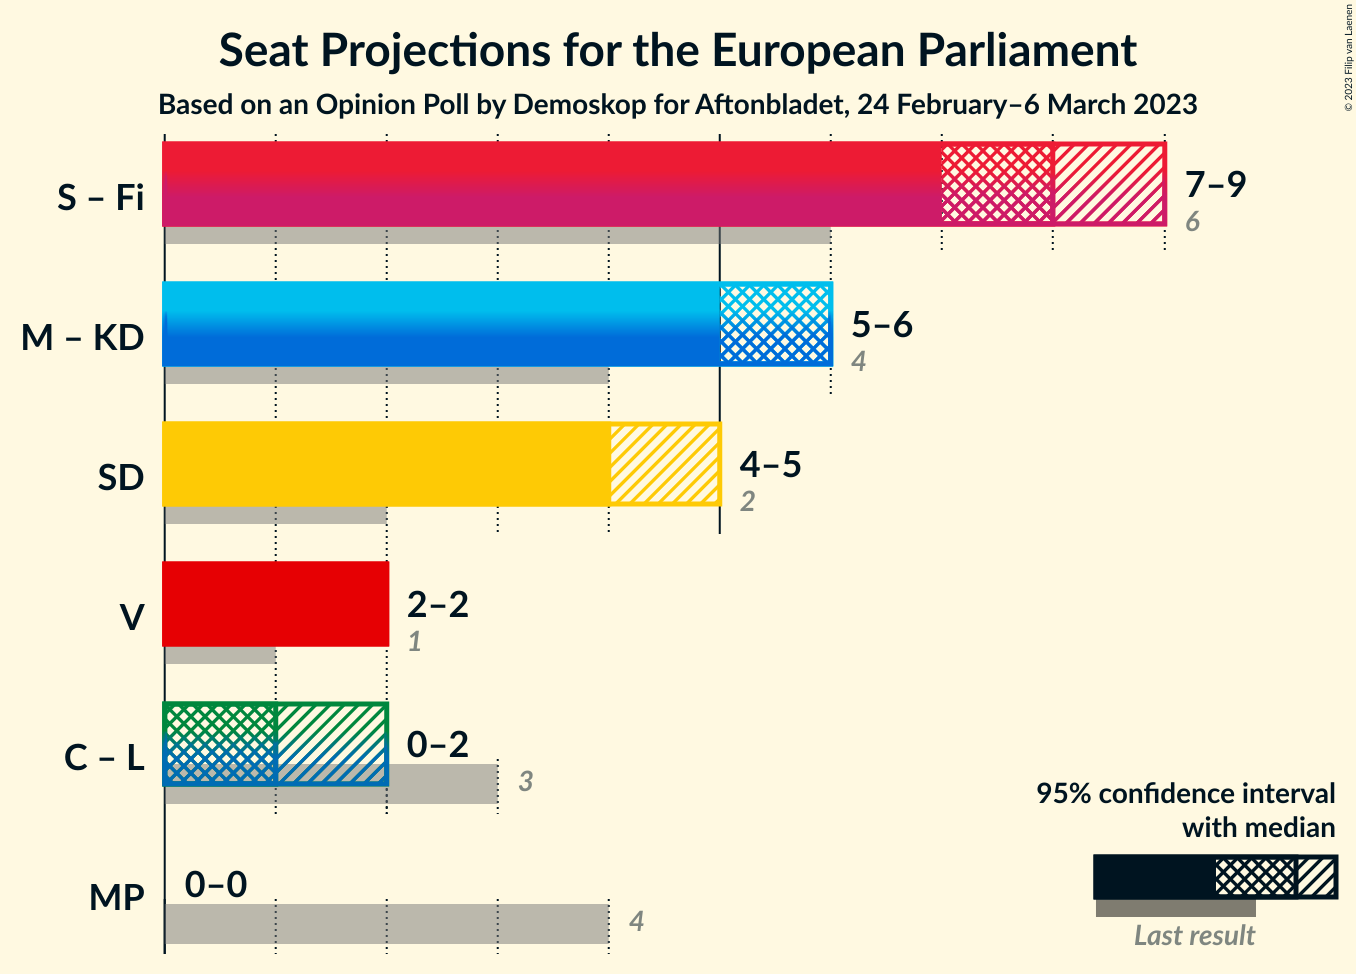 Seat Projections for the European Parliament
Based on an Opinion Poll by Demoskop for Aftonbladet, 24 February–6 March 2023
© 2023 Filip van Laenen
S – Fi
7–9
6
M – KD
5–6
4
SD
4–5
2
V
2–2
1
C – L
0–2
3
MP
0–0
4
95% confidence interval
with median
Last result